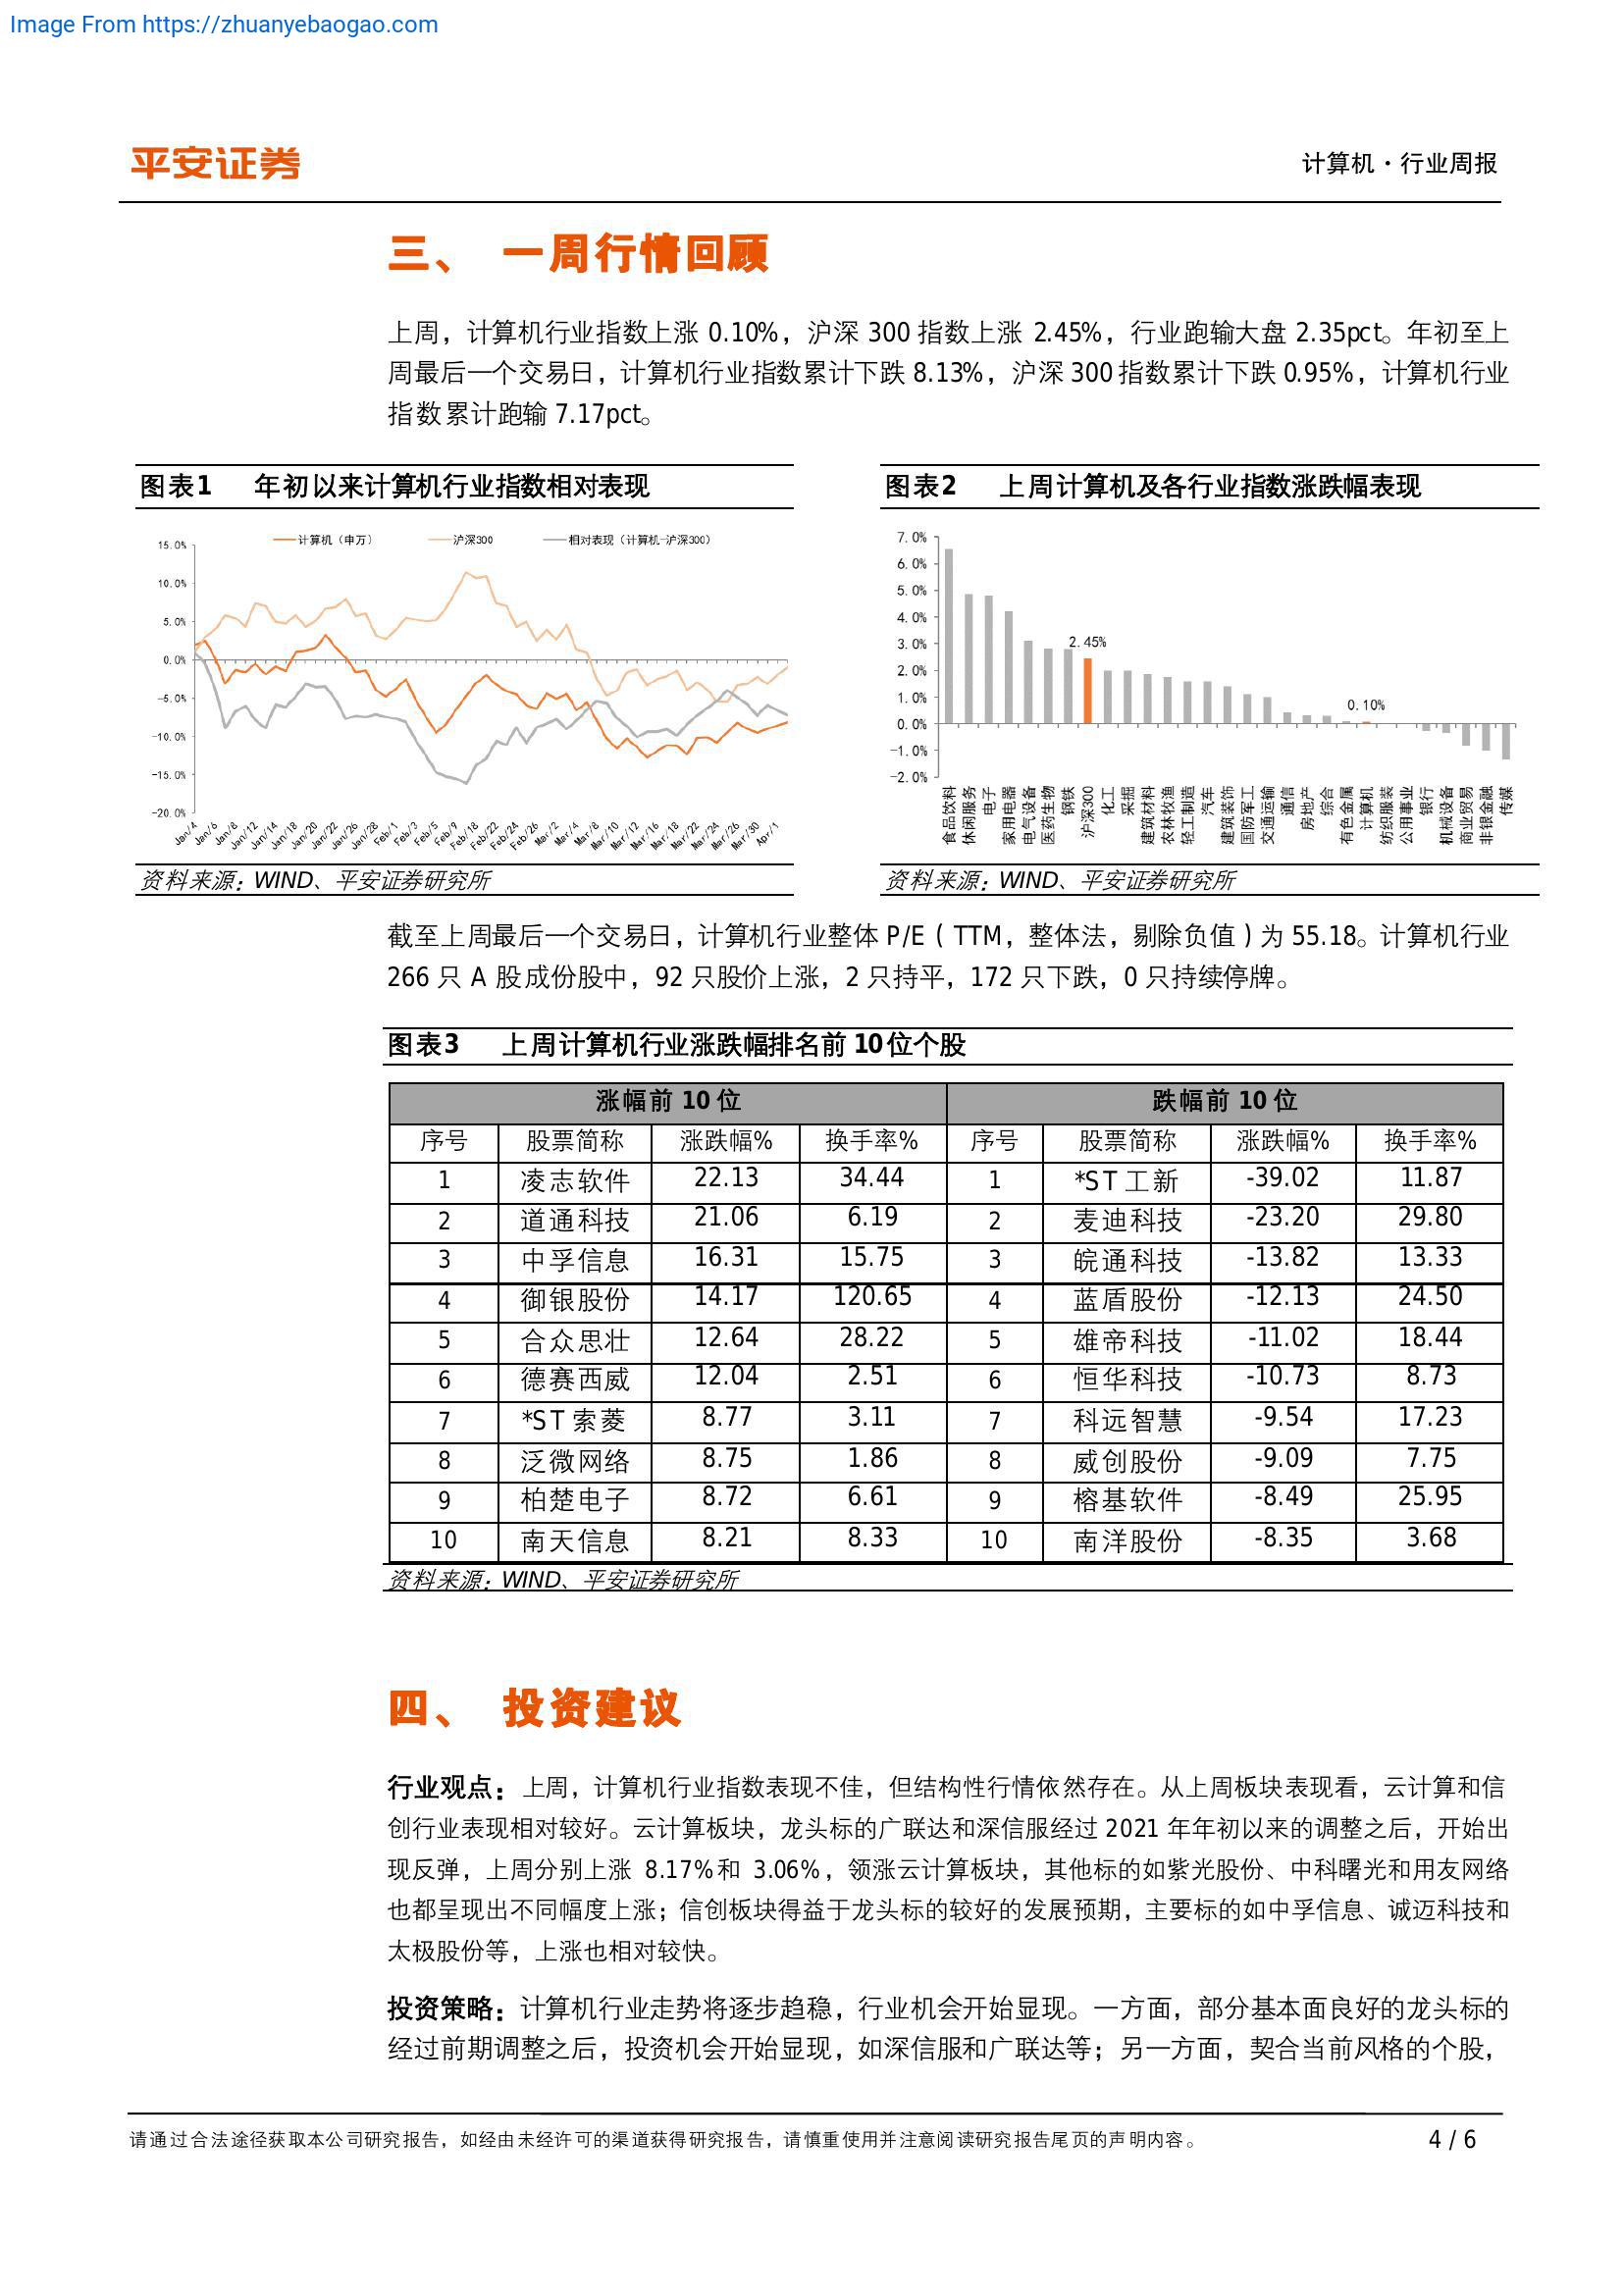 Image From https://zhuanyebaogao.com
平安证券
计算机·行业周报
三、 一周行情回顾
上周，计算机行业指数上涨 0.10%，沪深 300 指数上涨 2.45%，行业跑输大盘 2.35pct。年初至上
周最后一个交易日，计算机行业指数累计下跌 8.13%，沪深 300 指数累计下跌 0.95%，计算机行业
指数累计跑输 7.17pct。
图表1 年初以来计算机行业指数相对表现
计算机（申万） 沪深300 相对表现（计算机-沪深300）
15.0%
10.0%
5.0%
0.0%
-5.0%
-10.0%
-15.0%
-20.0%
Jan/4 Jan/6 Jan/8 Jan/12 Jan/14 Jan/18 Jan/20 Jan/22 Jan/26 Jan/28 Feb/1 Feb/3 Feb/5 Feb/9 Feb/18 Feb/22 Feb/24 Feb/26 Mar/2 Mar/4 Mar/8 Mar/10 Mar/12 Mar/16 Mar/18 Mar/22 Mar/24 Mar/26 Mar/30 Apr/1
资料来源：WIND、平安证券研究所
图表2 上周计算机及各行业指数涨跌幅表现
7.0%
6.0%
5.0%
4.0%
3.0%
2.0%
1.0%
0.0%
-1.0%
-2.0%
2.45%
0.10%
食品饮料 休闲服务 电子 家用电器 电气设备 医药生物 钢铁 沪深300 化工 采掘 建筑材料 农林牧渔 轻工制造 汽车 建筑装饰 国防军工 交通运输 通信 房地产 综合 有色金属 计算机 纺织服装 公用事业 银行 机械设备 商业贸易 非银金融 传媒
资料来源：WIND、平安证券研究所
截至上周最后一个交易日，计算机行业整体 P/E（TTM，整体法，剔除负值）为 55.18。计算机行业
266 只 A 股成份股中，92 只股价上涨，2 只持平，172 只下跌，0 只持续停牌。
图表3 上周计算机行业涨跌幅排名前 10 位个股
涨幅前 10 位 跌幅前 10 位
序号 股票简称 涨跌幅% 换手率% 序号 股票简称 涨跌幅% 换手率%
1 凌志软件 22.13 34.44 1 *ST 工新 -39.02 11.87
2 道通科技 21.06 6.19 2 麦迪科技 -23.20 29.80
3 中孚信息 16.31 15.75 3 皖通科技 -13.82 13.33
4 御银股份 14.17 120.65 4 蓝盾股份 -12.13 24.50
5 合众思壮 12.64 28.22 5 雄帝科技 -11.02 18.44
6 德赛西威 12.04 2.51 6 恒华科技 -10.73 8.73
7 *ST 索菱 8.77 3.11 7 科远智慧 -9.54 17.23
8 泛微网络 8.75 1.86 8 威创股份 -9.09 7.75
9 柏楚电子 8.72 6.61 9 榕基软件 -8.49 25.95
10 南天信息 8.21 8.33 10 南洋股份 -8.35 3.68
资料来源：WIND、平安证券研究所
四、 投资建议
行业观点：上周，计算机行业指数表现不佳，但结构性行情依然存在。从上周板块表现看，云计算和信
创行业表现相对较好。云计算板块，龙头标的广联达和深信服经过 2021 年年初以来的调整之后，开始出
现反弹，上周分别上涨 8.17%和 3.06%，领涨云计算板块，其他标的如紫光股份、中科曙光和用友网络
也都呈现出不同幅度上涨；信创板块得益于龙头标的较好的发展预期，主要标的如中孚信息、诚迈科技和
太极股份等，上涨也相对较快。
投资策略：计算机行业走势将逐步趋稳，行业机会开始显现。一方面，部分基本面良好的龙头标的
经过前期调整之后，投资机会开始显现，如深信服和广联达等；另一方面，契合当前风格的个股，
请通过合法途径获取本公司研究报告，如经由未经许可的渠道获得研究报告，请慎重使用并注意阅读研究报告尾页的声明内容。
4 / 6